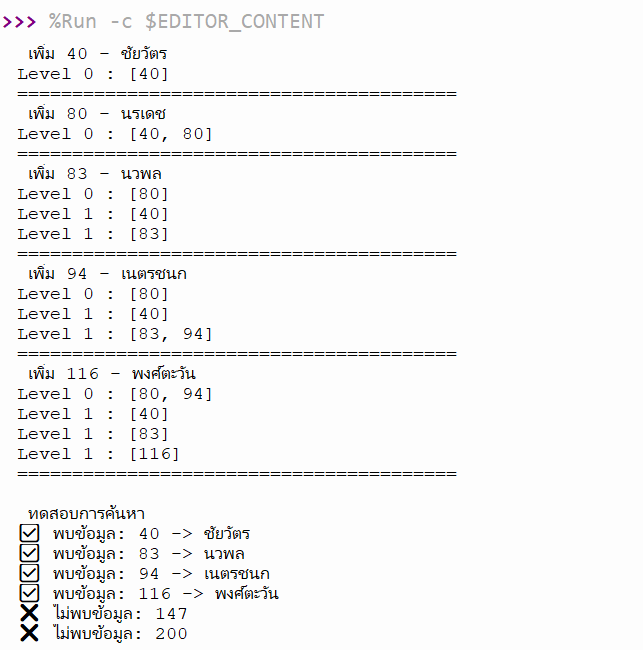 >>> %Run -c $EDITOR_CONTENT
เพิ่ม 40 - ชัยวัตร
Level 0 : [40]
========================================
เพิ่ม 80 - นรเดช
Level 0 : [40, 80]
========================================
เพิ่ม 83 - นวพล
Level 0 : [80]
Level 1 : [40]
Level 1 : [83]
========================================
เพิ่ม 94 - เนตรชนก
Level 0 : [80]
Level 1 : [40]
Level 1 : [83, 94]
========================================
เพิ่ม 116 - พงศ์ตะวัน
Level 0 : [80, 94]
Level 1 : [40]
Level 1 : [83]
Level 1 : [116]
========================================
ทดสอบการค้นหา
☑ พบข้อมูล: 40 -> ชัยวัตร
☑ พบข้อมูล: 83 -> นวพล
☑ พบข้อมูล: 94 -> เนตรชนก
☑ พบข้อมูล: 116 -> พงศ์ตะวัน
❌ ไม่พบข้อมูล: 147
❌ ไม่พบข้อมูล: 200